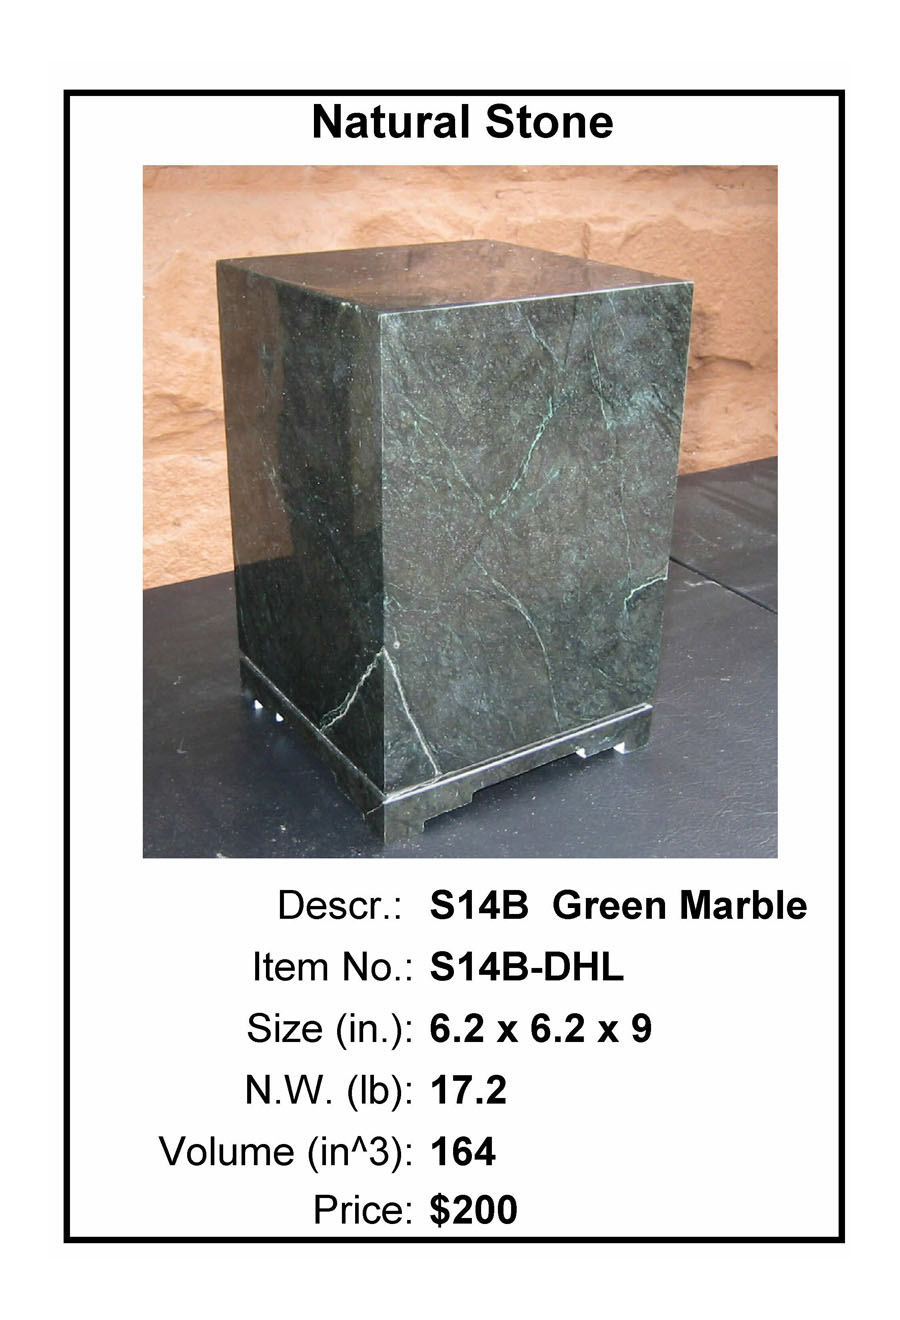 Natural Stone
Descr.: S14B Green Marble
Item No.: S14B-DHL
Size (in.): 6.2 x 6.2 x 9
N.W. (lb): 17.2
Volume (in^3): 164
Price: $200